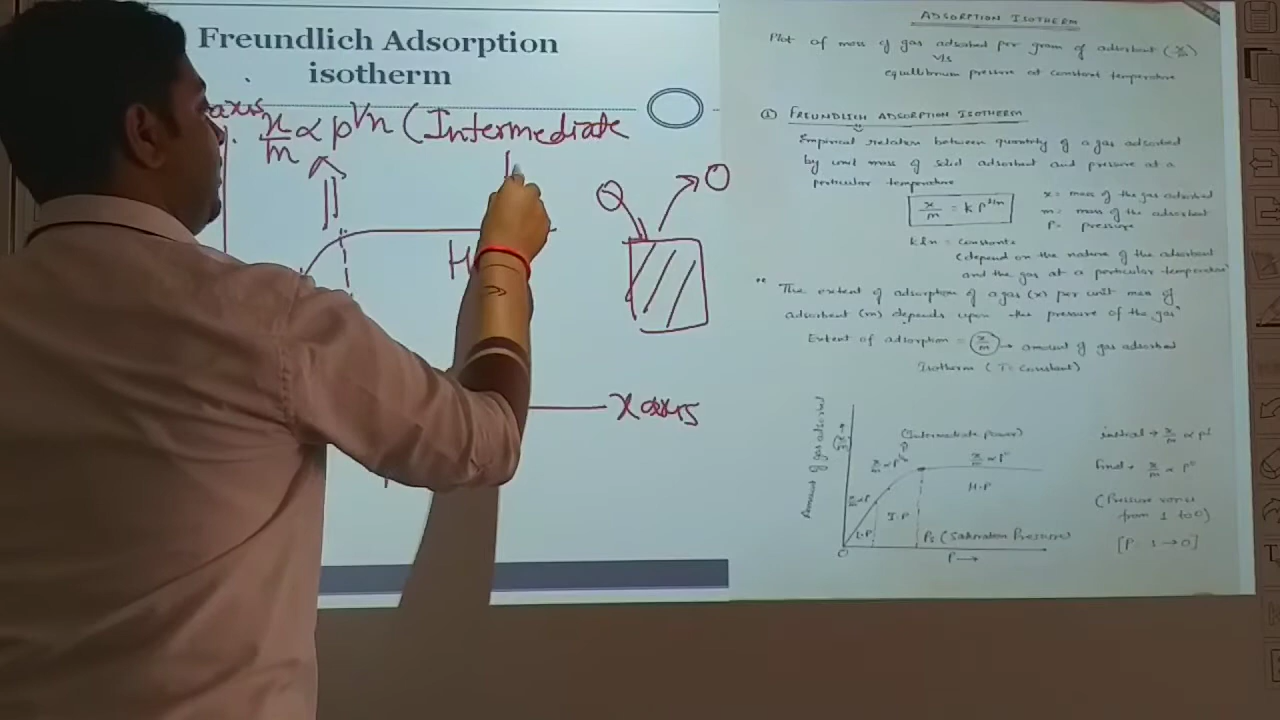 Freundlich Adsorption
isotherm
axis
x/m ∝ p^1/n (Intermediate
H
x axis
ADSORPTION ISOTHERM
Plot of mass of gas adsorbed per gram of adsorbent (x/m)
v/s
equilibrium pressure at constant temperature
① FREUNDLICH ADSORPTION ISOTHERM
Empirical relation between quantity of a gas adsorbed
by unit mass of solid adsorbent and pressure at a
particular temperature
x/m = k p^1/n
x = mass of the gas adsorbed
m = mass of the adsorbent
P = pressure
k & n = constants
(depend on the nature of the adsorbent
and the gas at a particular temperature
" The extent of adsorption of a gas (x) per unit mass of
adsorbent (m) depends upon the pressure of the gas"
Extent of adsorption = x/m → amount of gas adsorbed
Isotherm (T = constant)
Amount of gas adsorbed
x/m →
(Intermediate power)
x/m ∝ P^1/n
x/m ∝ P°
x/m ∝ P
H.P
I.P
L.P
Ps (Saturation Pressure)
O
P →
initial → x/m ∝ p¹
final → x/m ∝ p°
(Pressure varies
from 1 to 0)
[P: 1 → 0]